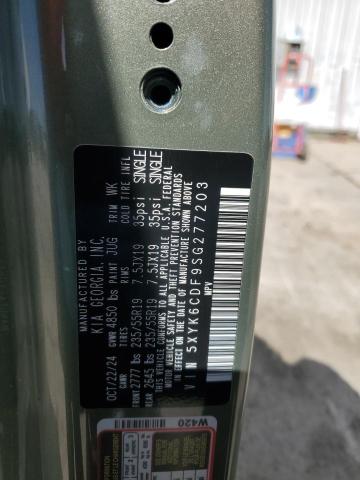 MANUFACTURED BY
KIA GEORGIA, INC.
OCT/22/24 GVWR 4850 lbs PAINT JUG TRIM WK
GAWR TIRES RIMS COLD TIRE INFL
FRONT 2777 lbs 235/55R19 7.5JX19 35psi SINGLE
REAR 2645 lbs 235/55R19 7.5JX19 35psi SINGLE
THIS VEHICLE CONFORMS TO ALL APPLICABLE U.S.A. FEDERAL
MOTOR VEHICLE SAFETY AND THEFT PREVENTION STANDARDS
IN EFFECT ON THE DATE OF MANUFACTURE SHOWN ABOVE.
VIN 5XYK6CDF9SG277203
MPV
W420